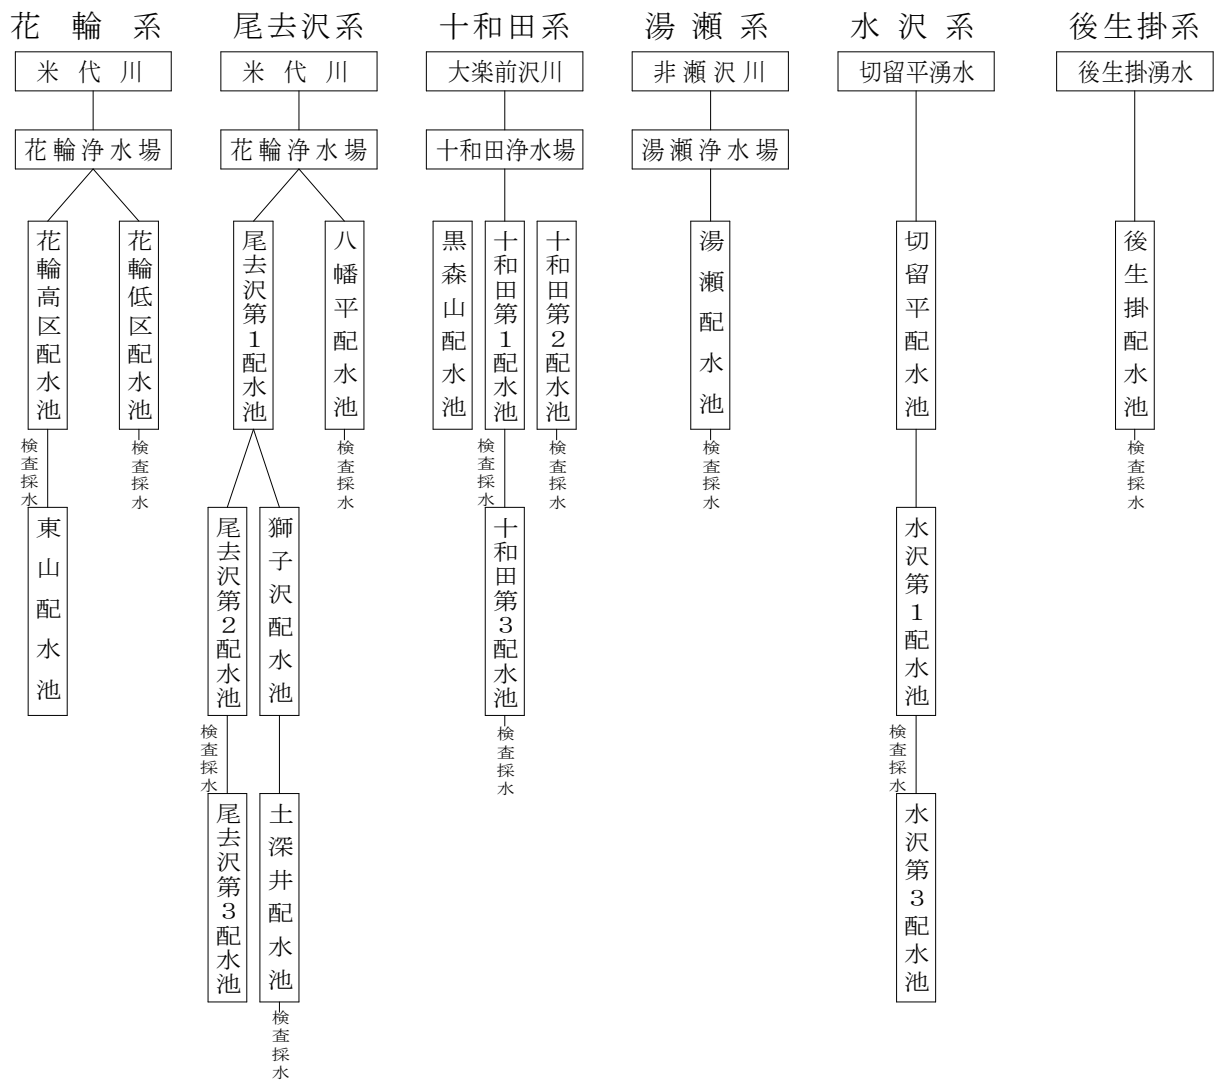 花輪系
尾去沢系
十和田系
湯瀬系
水沢系
後生掛系
米代川
米代川
大楽前沢川
非瀬沢川
切留平湧水
後生掛湧水
花輪浄水場
花輪浄水場
十和田浄水場
湯瀬浄水場
花輪高区配水池
花輪低区配水池
尾去沢第1配水池
八幡平配水池
黒森山配水池
十和田第1配水池
十和田第2配水池
湯瀬配水池
切留平配水池
後生掛配水池
検査採水
検査採水
検査採水
検査採水
検査採水
検査採水
検査採水
東山配水池
尾去沢第2配水池
獅子沢配水池
十和田第3配水池
水沢第1配水池
検査採水
検査採水
検査採水
尾去沢第3配水池
土深井配水池
水沢第3配水池
検査採水